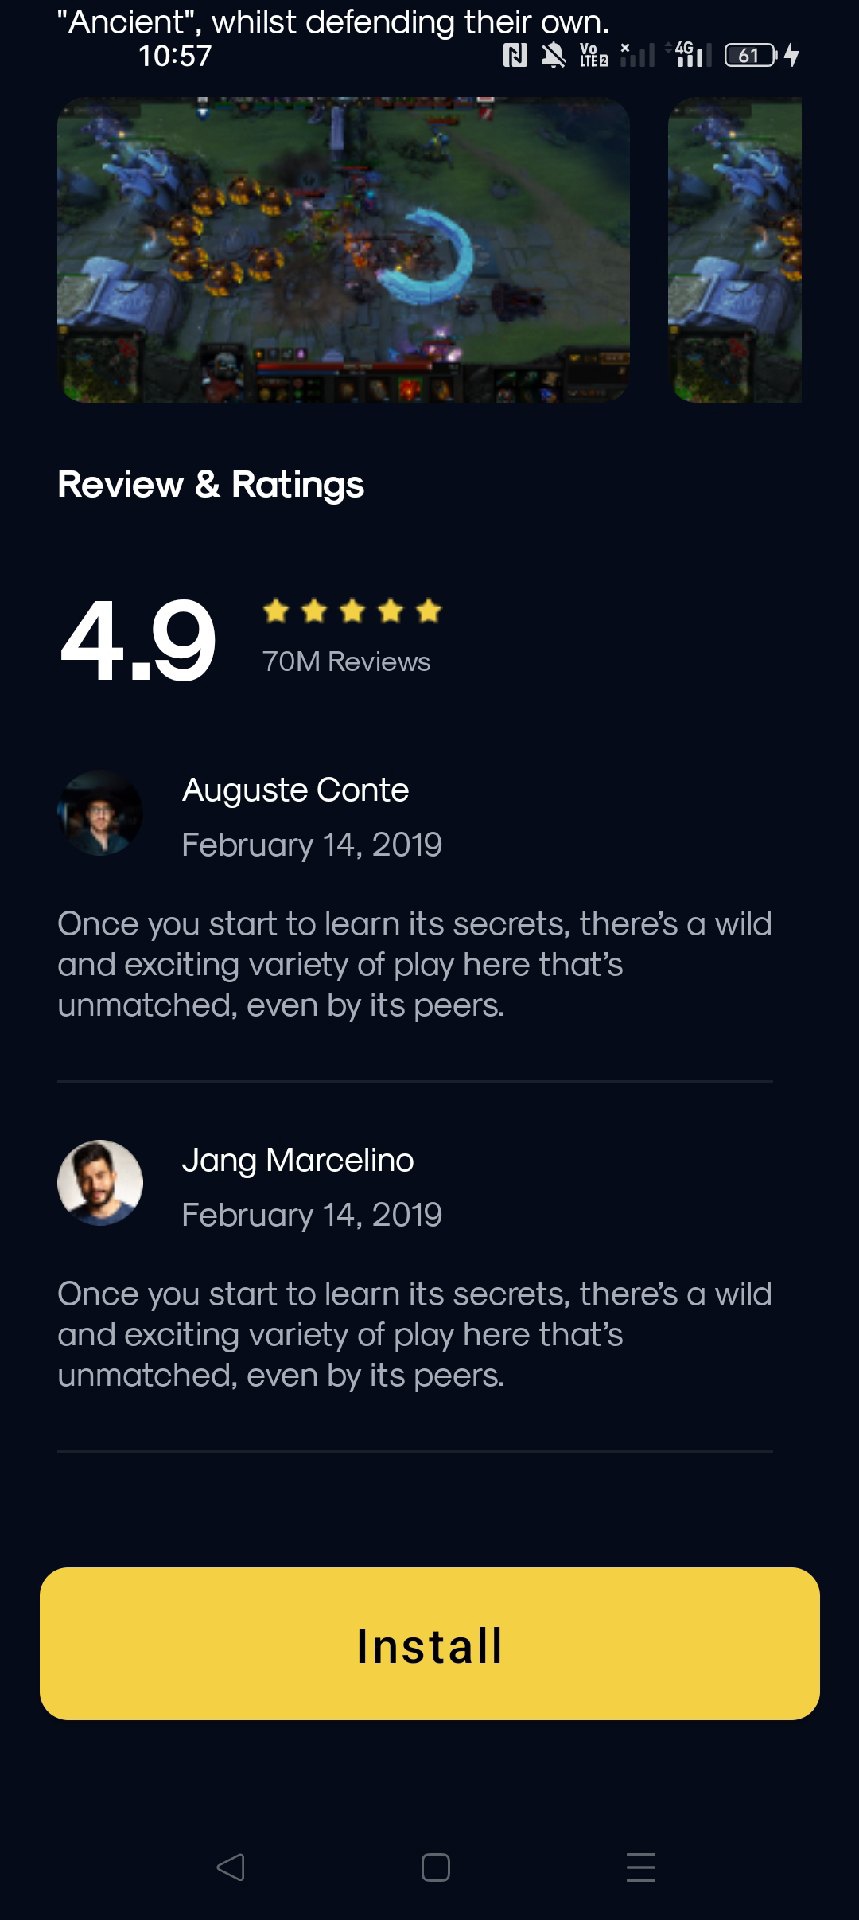 "Ancient", whilst defending their own.
10:57
Vo
LTE 2
4G
61
Review & Ratings
4.9
70M Reviews
Auguste Conte
February 14, 2019
Once you start to learn its secrets, there’s a wild
and exciting variety of play here that’s
unmatched, even by its peers.
Jang Marcelino
February 14, 2019
Once you start to learn its secrets, there’s a wild
and exciting variety of play here that’s
unmatched, even by its peers.
Install